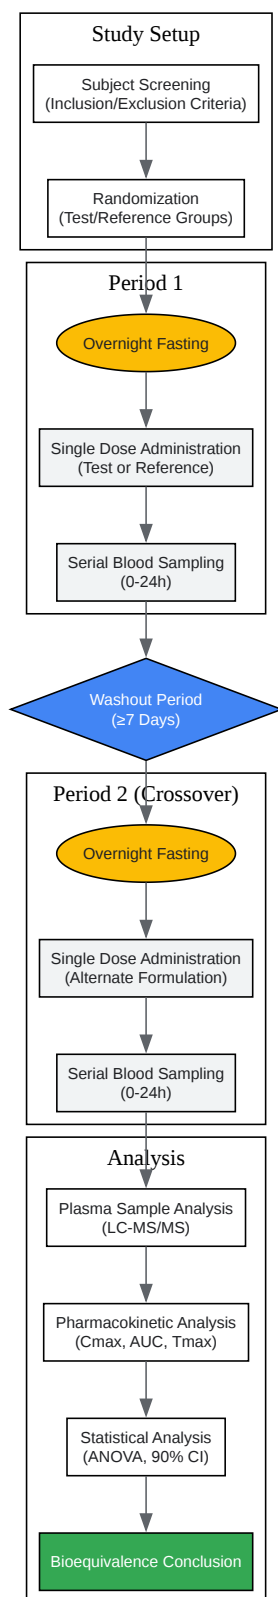 Study Setup
Subject Screening
(Inclusion/Exclusion Criteria)
Randomization
(Test/Reference Groups)
Period 1
Overnight Fasting
Single Dose Administration
(Test or Reference)
Serial Blood Sampling
(0-24h)
Washout Period
(≥7 Days)
Period 2 (Crossover)
Overnight Fasting
Single Dose Administration
(Alternate Formulation)
Serial Blood Sampling
(0-24h)
Analysis
Plasma Sample Analysis
(LC-MS/MS)
Pharmacokinetic Analysis
(Cmax, AUC, Tmax)
Statistical Analysis
(ANOVA, 90% CI)
Bioequivalence Conclusion